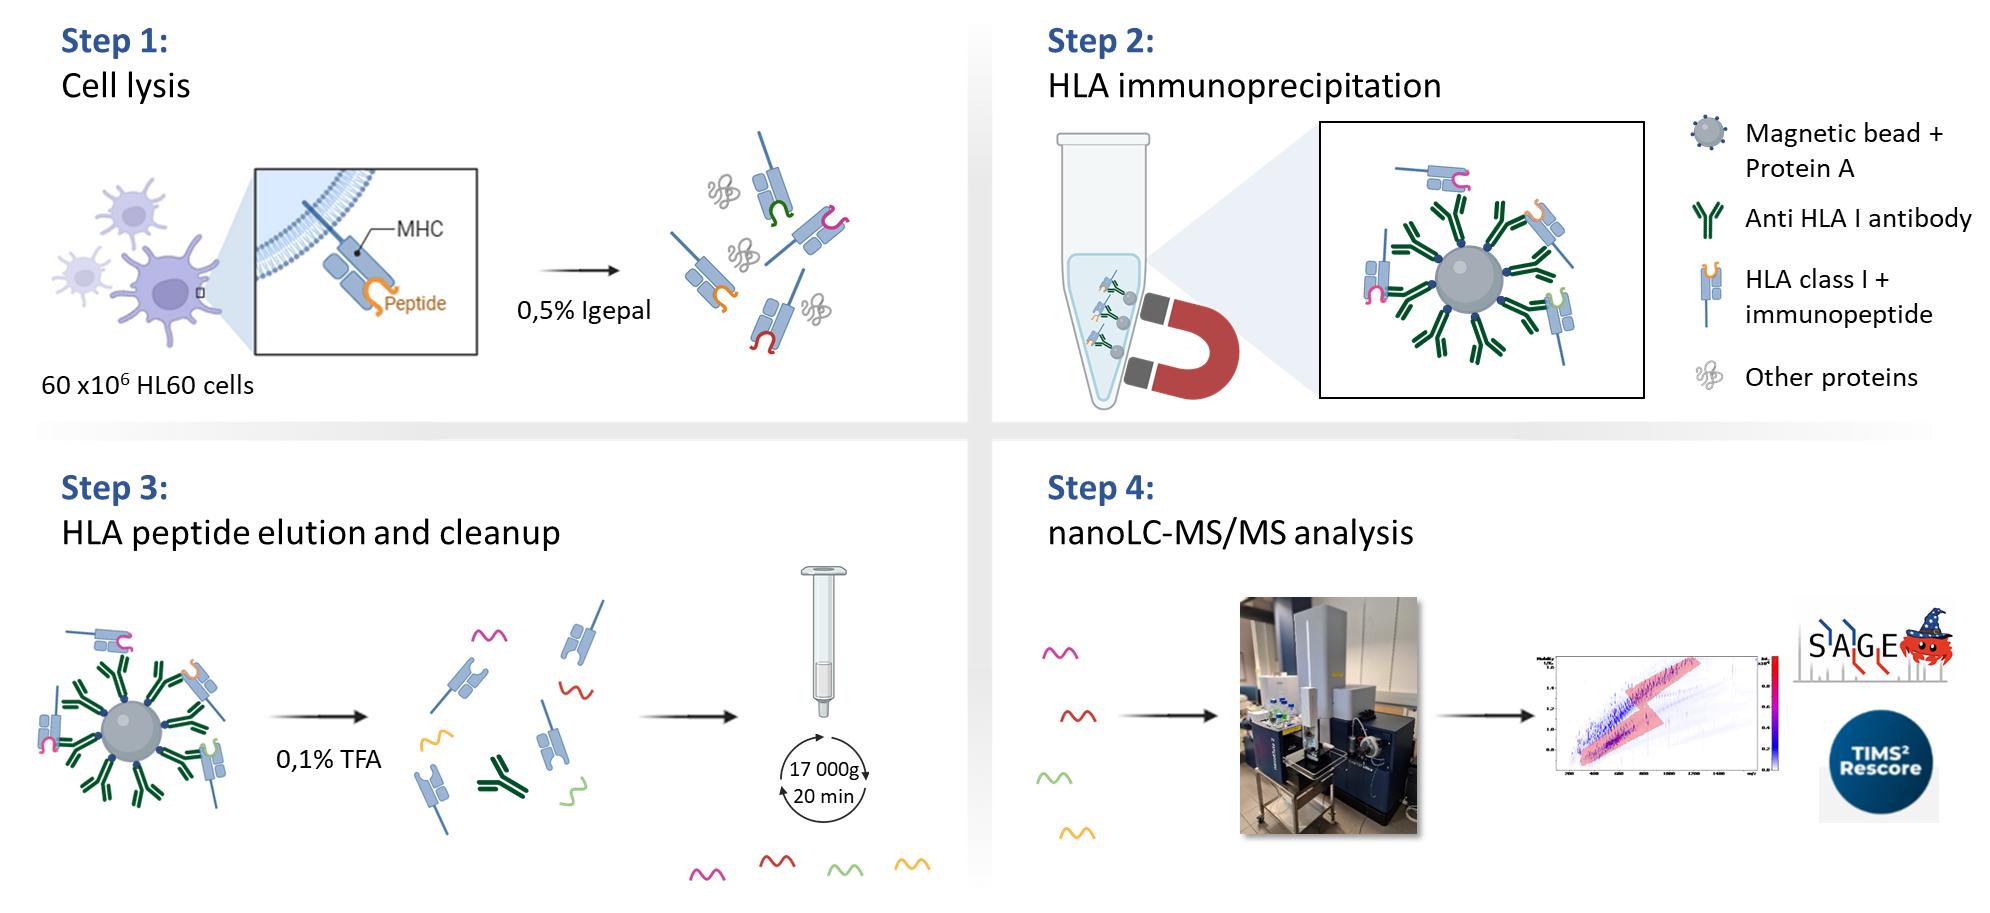 Step 1:
Cell lysis
MHC
Peptide
0,5% Igepal
60 x10⁶ HL60 cells
Step 2:
HLA immunoprecipitation
Magnetic bead +
Protein A
Anti HLA I antibody
HLA class I +
immunopeptide
Other proteins
Step 3:
HLA peptide elution and cleanup
0,1% TFA
17 000g
20 min
Step 4:
nanoLC-MS/MS analysis
SAGE
TIMS²
Rescore